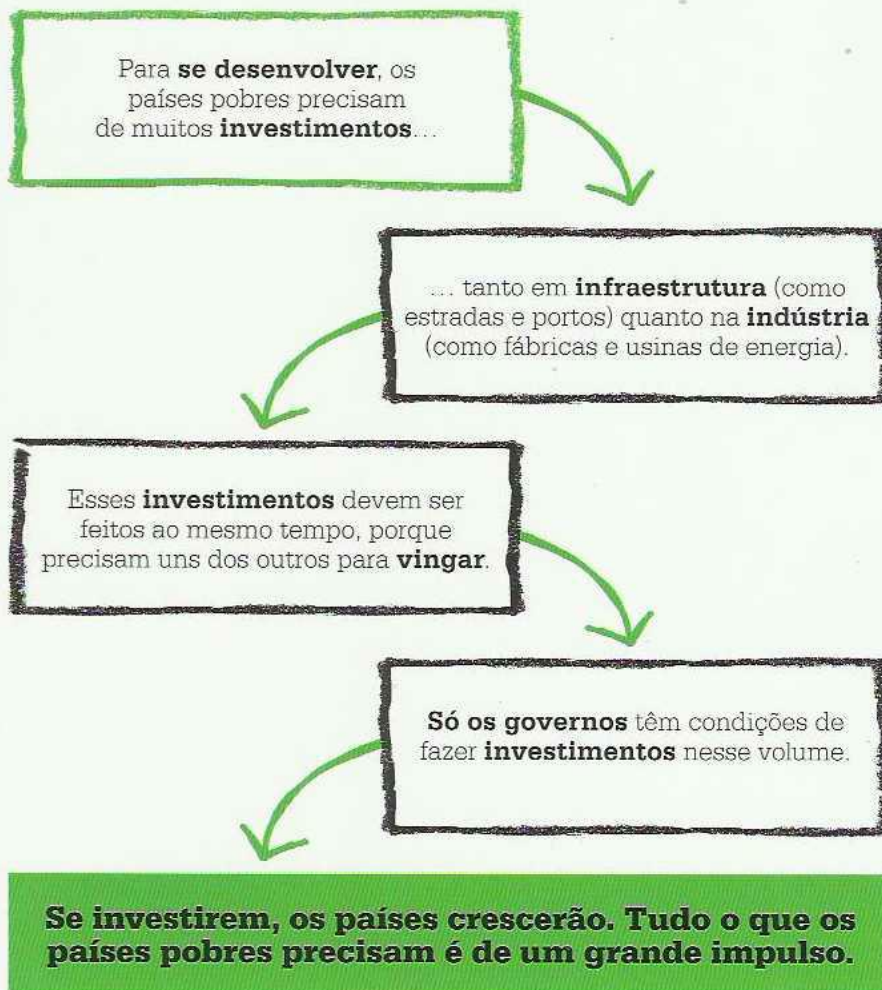 Para se desenvolver, os
países pobres precisam
de muitos investimentos…
… tanto em infraestrutura (como
estradas e portos) quanto na indústria
(como fábricas e usinas de energia).
Esses investimentos devem ser
feitos ao mesmo tempo, porque
precisam uns dos outros para vingar.
Só os governos têm condições de
fazer investimentos nesse volume.
Se investirem, os países crescerão. Tudo o que os
países pobres precisam é de um grande impulso.